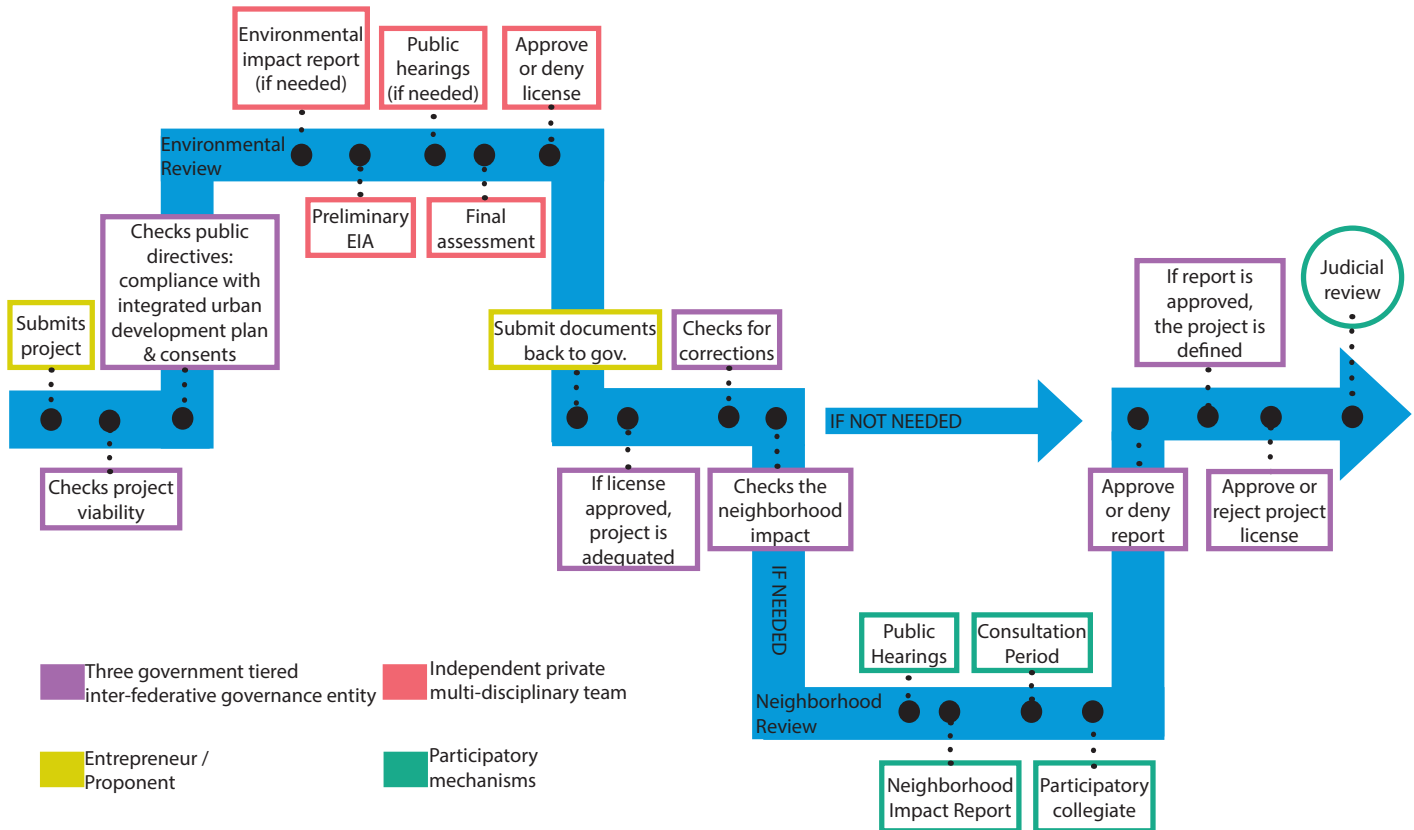 Environmental
impact report
(if needed)
Public
hearings
(if needed)
Approve
or deny
license
Environmental
Review
Preliminary
EIA
Final
assessment
Checks public
directives:
compliance with
integrated urban
development plan
& consents
Submits
project
Checks project
viability
Submit documents
back to gov.
Checks for
corrections
If license
approved,
project is
adequated
Checks the
neighborhood
impact
IF NOT NEEDED
IF NEEDED
If report is
approved,
the project is
defined
Judicial
review
Approve
or deny
report
Approve or
reject project
license
Public
Hearings
Consultation
Period
Neighborhood
Review
Neighborhood
Impact Report
Participatory
collegiate
Three government tiered
inter-federative governance entity
Independent private
multi-disciplinary team
Entrepreneur /
Proponent
Participatory
mechanisms